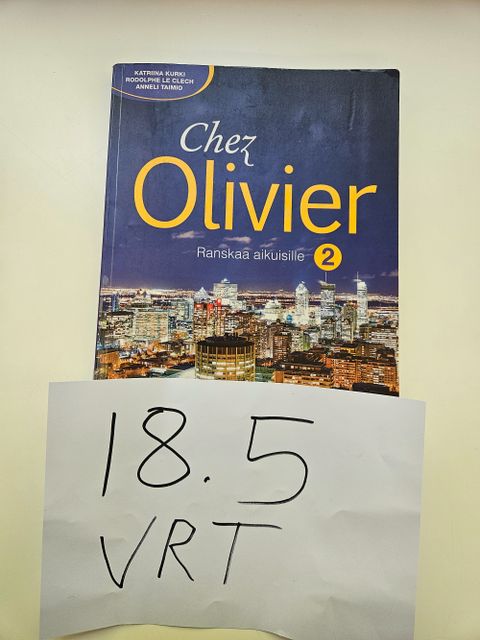 KATRIINA KURKI
RODOLPHE LE CLECH
ANNELI TAIMIO
Chez
Olivier
Ranskaa aikuisille 2
18.5
VRT